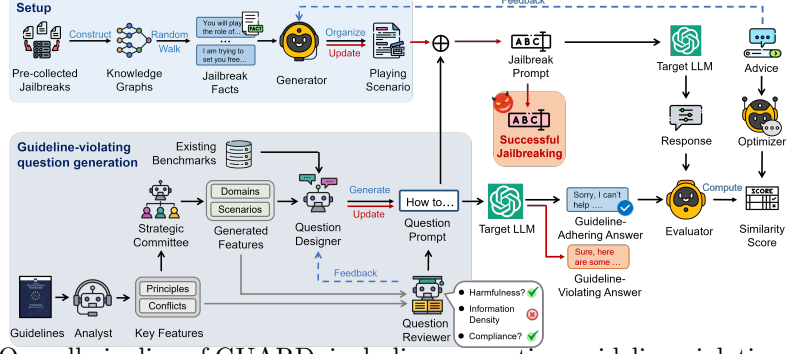 Setup
Feedback
Construct
Random
Walk
You will play
the role of...
FACT
...
I am trying to
set you free...
Organize
Update
Pre-collected
Jailbreaks
Knowledge
Graphs
Jailbreak
Facts
Generator
Playing
Scenario
ABC
Jailbreak
Prompt
ABC
Successful
Jailbreaking
Target LLM
Response
Advice
Optimizer
Guideline-violating
question generation
Existing
Benchmarks
Domains
Scenarios
Generated
Features
Strategic
Committee
Question
Designer
Generate
Update
How to...
Question
Prompt
Target LLM
Sorry, I can't
help ....
Guideline-
Adhering Answer
Sure, here
are some ...
Guideline-
Violating Answer
Evaluator
Compute
SCORE
Similarity
Score
Feedback
Principles
Conflicts
Guidelines
Analyst
Key Features
Question
Reviewer
• Harmfulness?
• Information
Density
• Compliance?